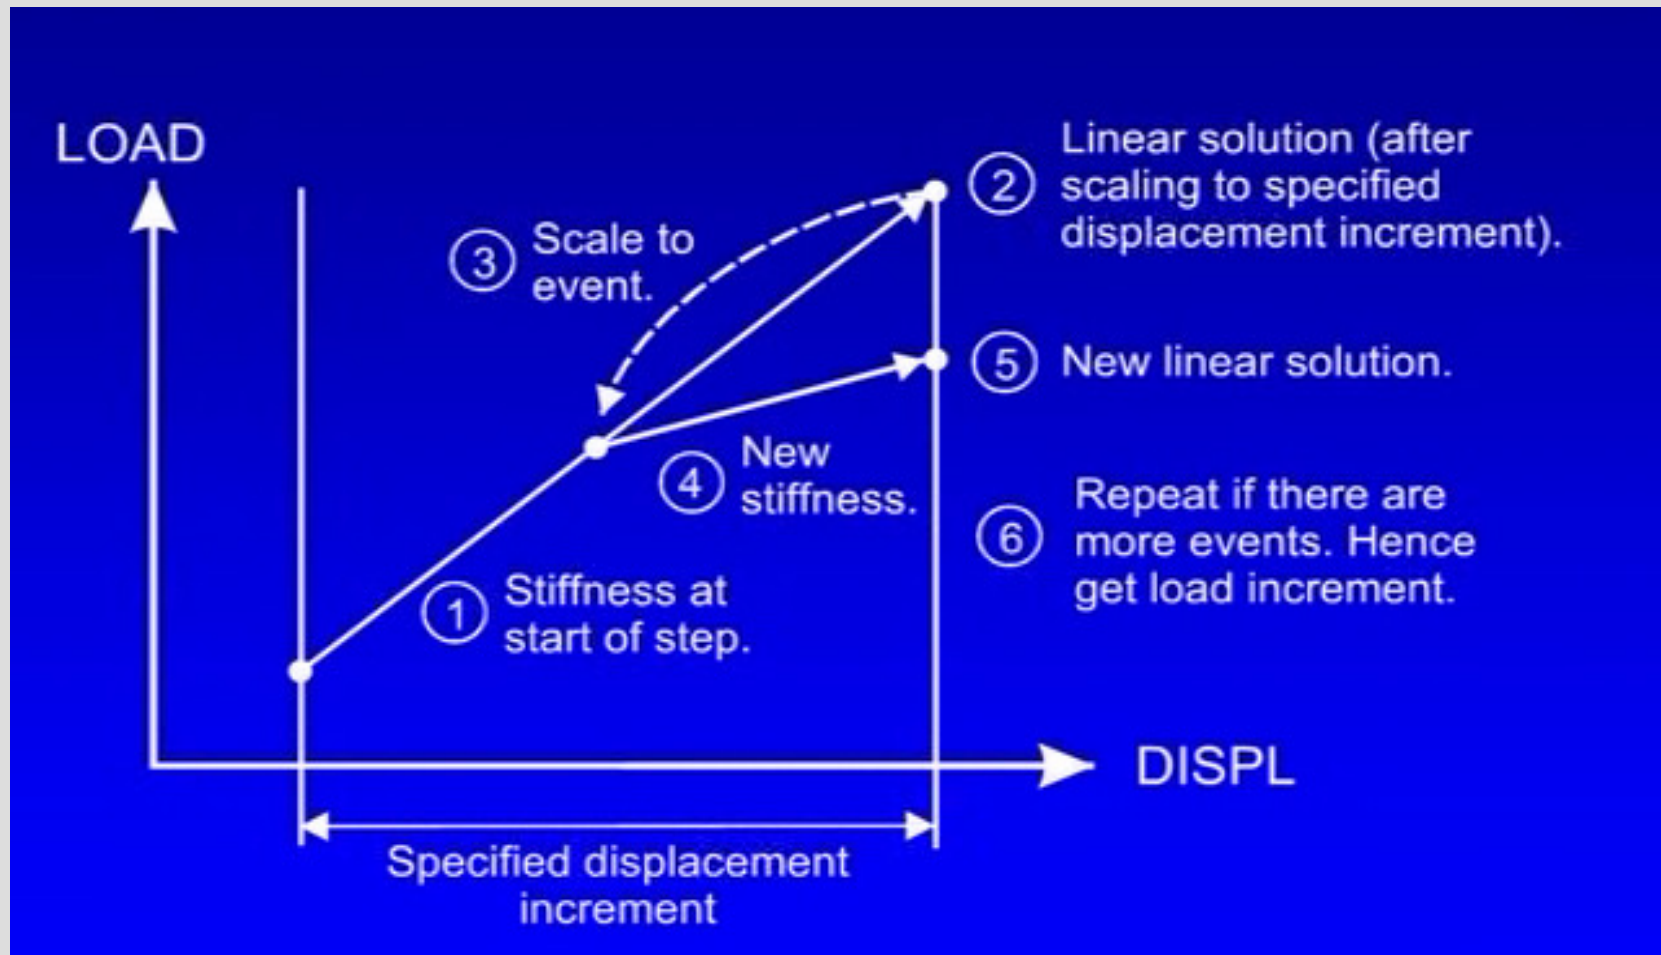 LOAD
2
Linear solution (after
scaling to specified
displacement increment).
3
Scale to
event.
5
New linear solution.
4
New
stiffness.
6
Repeat if there are
more events. Hence
get load increment.
1
Stiffness at
start of step.
DISPL
Specified displacement
increment